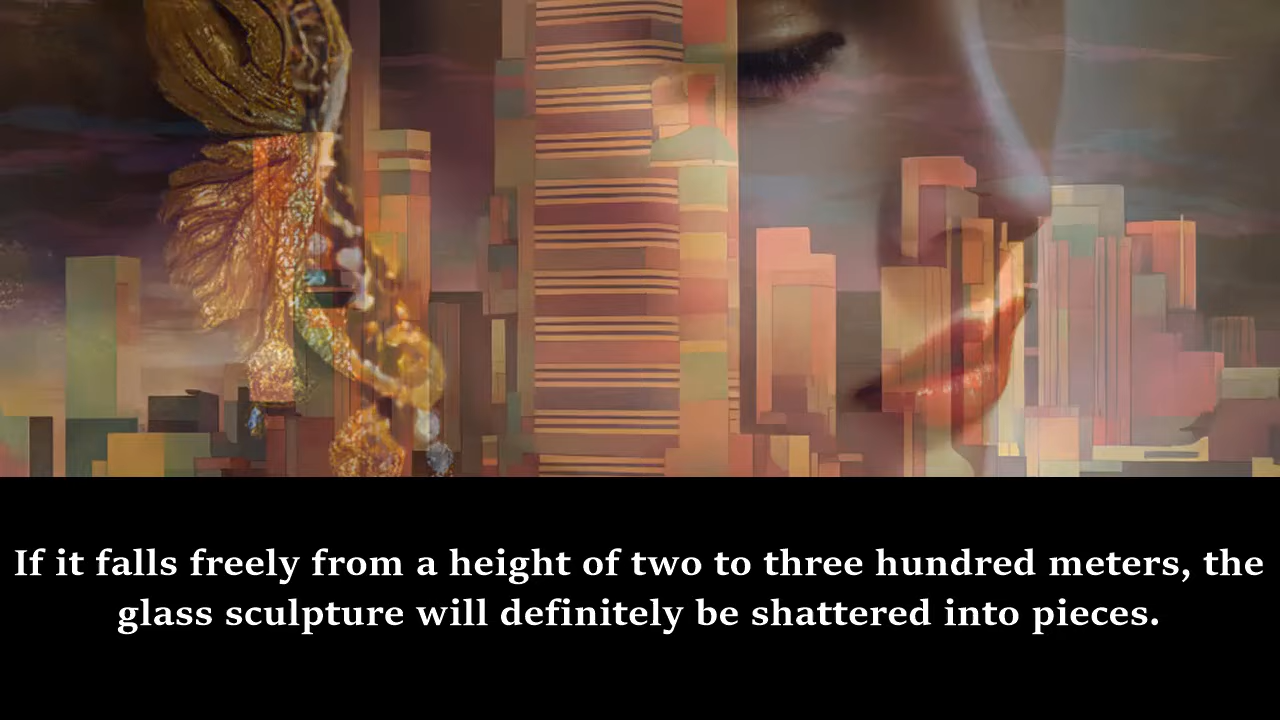 If it falls freely from a height of two to three hundred meters, the
glass sculpture will definitely be shattered into pieces.